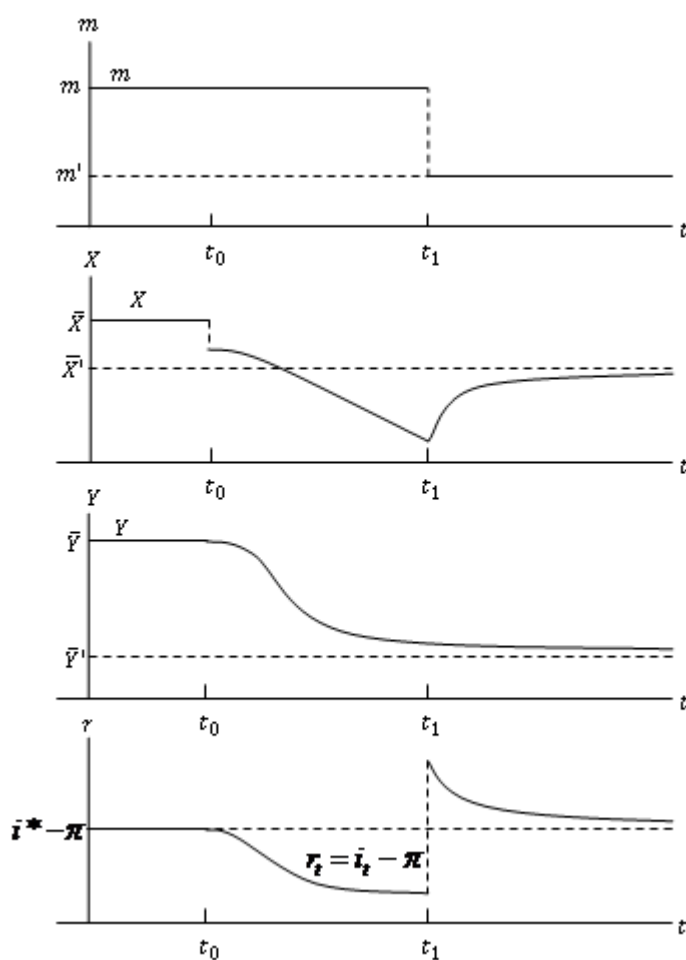 m
m m
m'
t₀ t₁ t
X
X̄ X
X̄'
t₀ t₁ t
Y
Ȳ Y
Ȳ'
t₀ t₁ t
r
i*−π
rₜ = iₜ − π
t₀ t₁ t